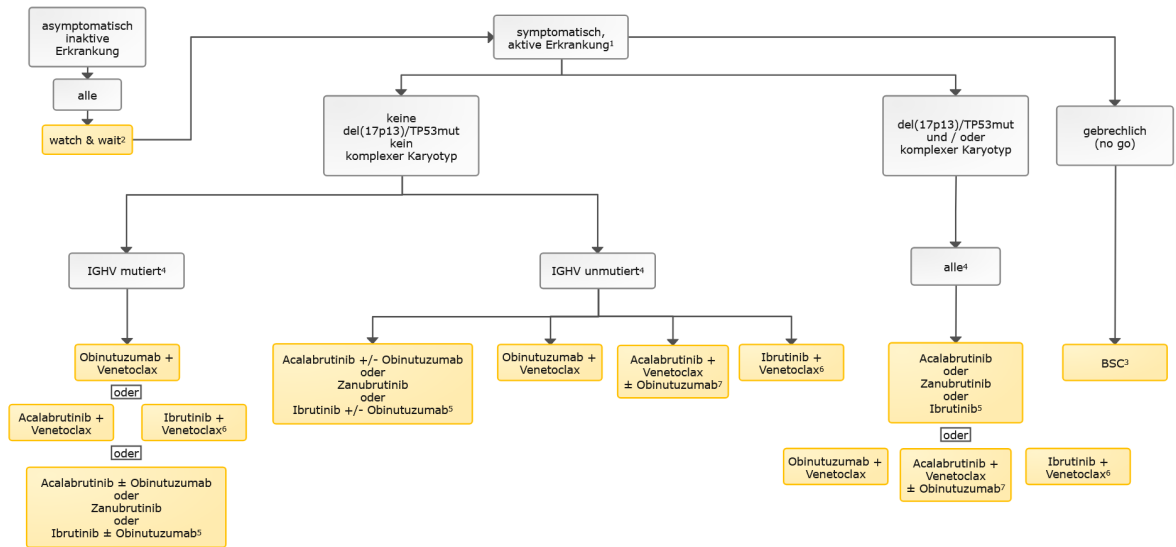 asymptomatisch
inaktive
Erkrankung
symptomatisch,
aktive Erkrankung¹
alle
watch & wait²
keine
del(17p13)/TP53mut
kein
komplexer Karyotyp
del(17p13)/TP53mut
und / oder
komplexer Karyotyp
gebrechlich
(no go)
IGHV mutiert⁴
IGHV unmutiert⁴
alle⁴
Obinutuzumab +
Venetoclax
oder
Acalabrutinib +
Venetoclax
Ibrutinib +
Venetoclax⁶
oder
Acalabrutinib ± Obinutuzumab
oder
Zanubrutinib
oder
Ibrutinib ± Obinutuzumab⁵
Acalabrutinib +/- Obinutuzumab
oder
Zanubrutinib
oder
Ibrutinib +/- Obinutuzumab⁵
Obinutuzumab +
Venetoclax
Acalabrutinib +
Venetoclax
± Obinutuzumab⁷
Ibrutinib +
Venetoclax⁶
Acalabrutinib
oder
Zanubrutinib
oder
Ibrutinib⁵
oder
Obinutuzumab +
Venetoclax
Acalabrutinib +
Venetoclax
± Obinutuzumab⁷
Ibrutinib +
Venetoclax⁶
BSC³